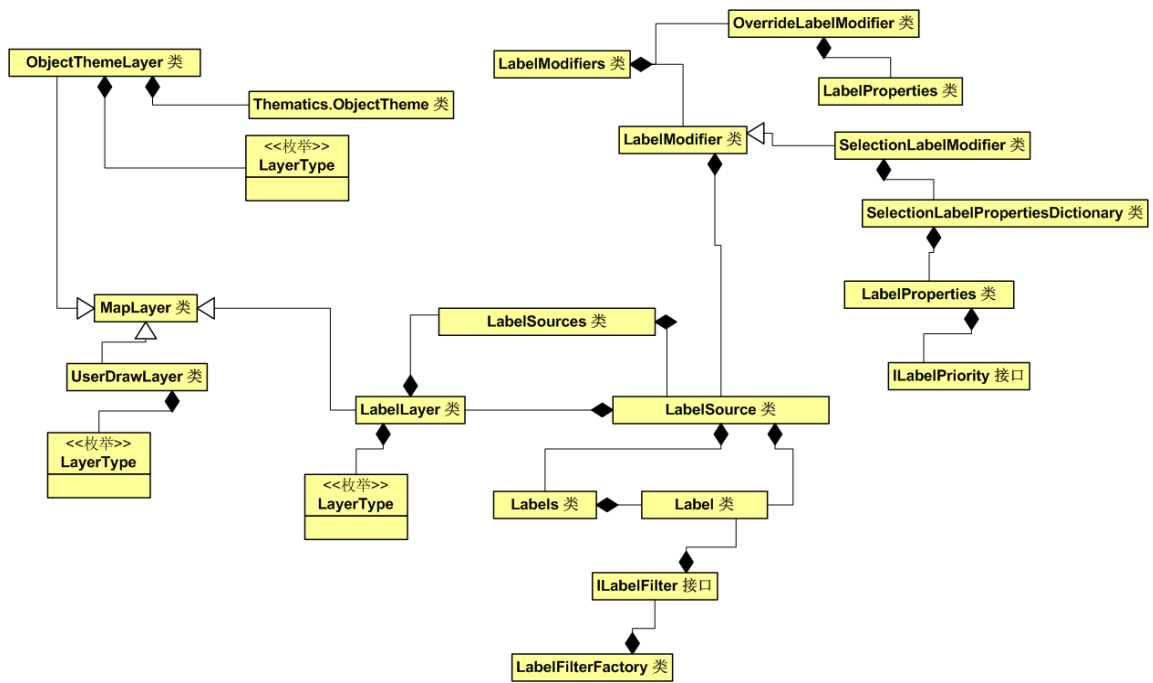 OverrideLabelModifier 类
ObjectThemeLayer 类
LabelModifiers 类
LabelProperties 类
Thematics.ObjectTheme 类
LabelModifier 类
SelectionLabelModifier 类
<<枚举>>
LayerType
SelectionLabelPropertiesDictionary 类
LabelProperties 类
MapLayer 类
LabelSources 类
UserDrawLayer 类
ILabelPriority 接口
LabelLayer 类
LabelSource 类
<<枚举>>
LayerType
<<枚举>>
LayerType
Labels 类
Label 类
ILabelFilter 接口
LabelFilterFactory 类